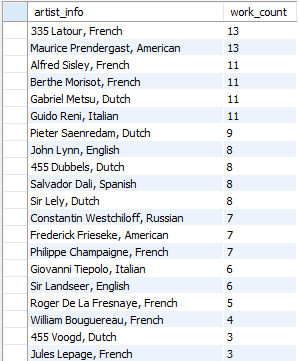 artist_info work_count
335 Latour, French 13
Maurice Prendergast, American 13
Alfred Sisley, French 11
Berthe Morisot, French 11
Gabriel Metsu, Dutch 11
Guido Reni, Italian 11
Pieter Saenredam, Dutch 9
John Lynn, English 8
455 Dubbels, Dutch 8
Salvador Dali, Spanish 8
Sir Lely, Dutch 8
Constantin Westchiloff, Russian 7
Frederick Frieseke, American 7
Philippe Champaigne, French 7
Giovanni Tiepolo, Italian 6
Sir Landseer, English 6
Roger De La Fresnaye, French 5
William Bouguereau, French 4
455 Voogd, Dutch 3
Jules Lepage, French 3